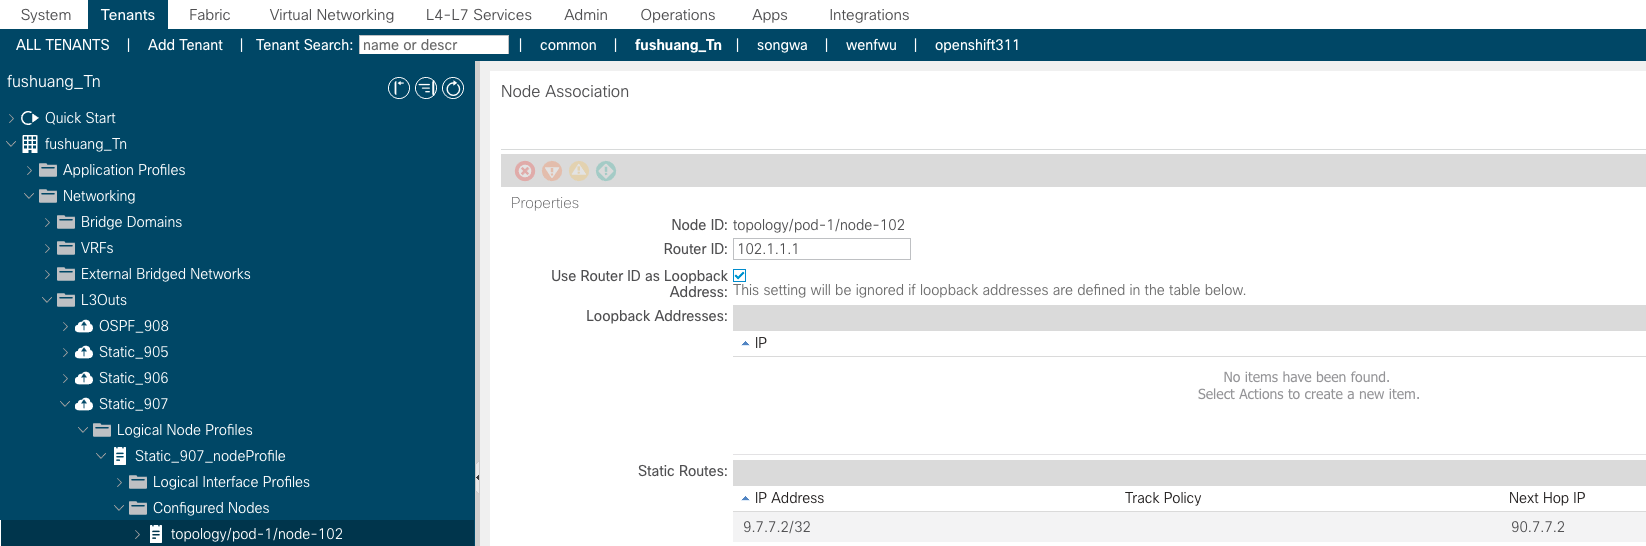 System Tenants Fabric Virtual Networking L4-L7 Services Admin Operations Apps Integrations
ALL TENANTS | Add Tenant | Tenant Search: name or descr | common | fushuang_Tn | songwa | wenfwu | openshift311
fushuang_Tn
Quick Start
fushuang_Tn
Application Profiles
Networking
Bridge Domains
VRFs
External Bridged Networks
L3Outs
OSPF_908
Static_905
Static_906
Static_907
Logical Node Profiles
Static_907_nodeProfile
Logical Interface Profiles
Configured Nodes
topology/pod-1/node-102
Node Association
Properties
Node ID: topology/pod-1/node-102
Router ID: 102.1.1.1
Use Router ID as Loopback
Address: This setting will be ignored if loopback addresses are defined in the table below.
Loopback Addresses:
IP
No items have been found.
Select Actions to create a new item.
Static Routes:
IP Address Track Policy Next Hop IP
9.7.7.2/32 90.7.7.2